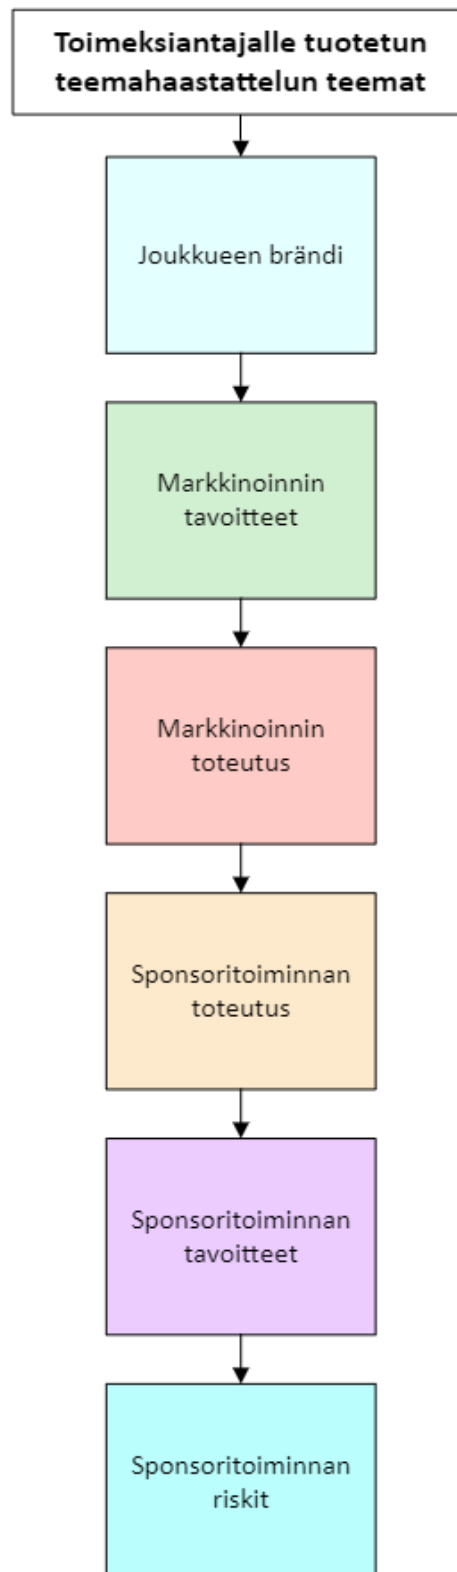 Toimeksiantajalle tuotetun
teemahaastattelun teemat
Joukkueen brändi
Markkinoinnin
tavoitteet
Markkinoinnin
toteutus
Sponsoritoiminnan
toteutus
Sponsoritoiminnan
tavoitteet
Sponsoritoiminnan
riskit